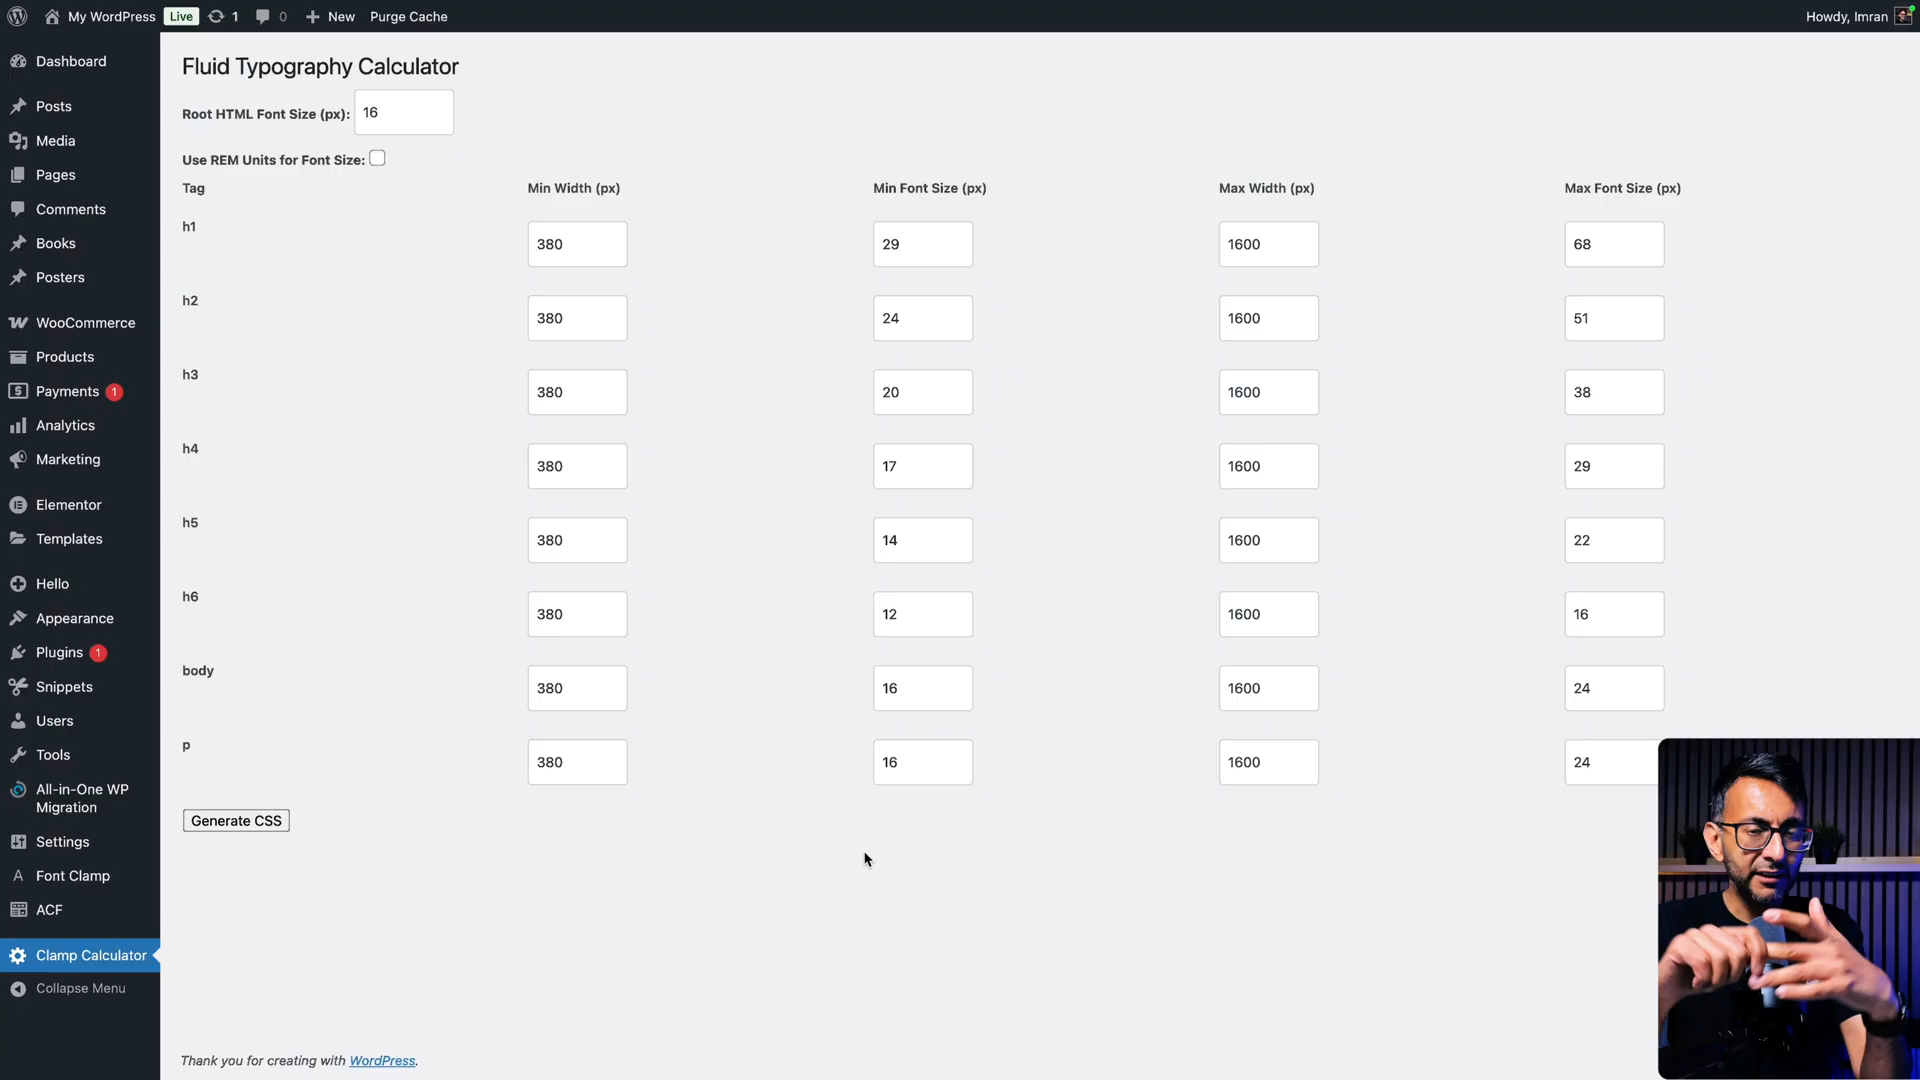 My WordPress Live 1 0 New Purge Cache Howdy, Imran
Dashboard
Posts
Media
Pages
Comments
Books
Posters
WooCommerce
Products
Payments 1
Analytics
Marketing
Elementor
Templates
Hello
Appearance
Plugins 1
Snippets
Users
Tools
All-in-One WP
Migration
Settings
Font Clamp
ACF
Clamp Calculator
Collapse Menu
Fluid Typography Calculator
Root HTML Font Size (px): 16
Use REM Units for Font Size:
Tag Min Width (px) Min Font Size (px) Max Width (px) Max Font Size (px)
h1 380 29 1600 68
h2 380 24 1600 51
h3 380 20 1600 38
h4 380 17 1600 29
h5 380 14 1600 22
h6 380 12 1600 16
body 380 16 1600 24
p 380 16 1600 24
Generate CSS
Thank you for creating with WordPress.